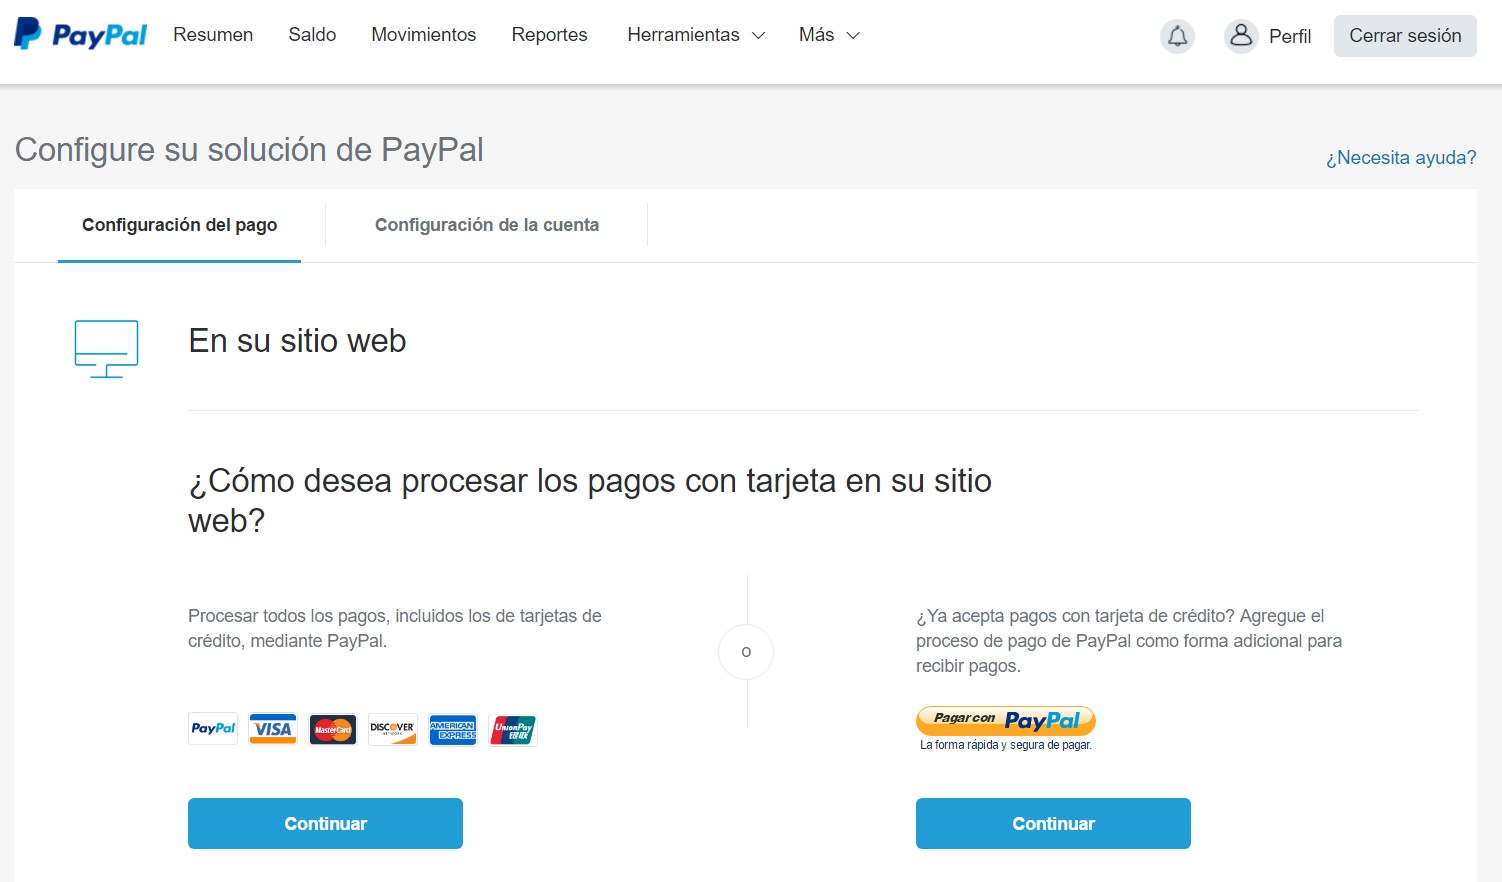 PayPal Resumen Saldo Movimientos Reportes Herramientas Más Perfil Cerrar sesión
Configure su solución de PayPal
¿Necesita ayuda?
Configuración del pago Configuración de la cuenta
En su sitio web
¿Cómo desea procesar los pagos con tarjeta en su sitio
web?
Procesar todos los pagos, incluidos los de tarjetas de
crédito, mediante PayPal.
PayPal VISA MasterCard DISCOVER NETWORK AMERICAN EXPRESS UnionPay 银联
Continuar
o
¿Ya acepta pagos con tarjeta de crédito? Agregue el
proceso de pago de PayPal como forma adicional para
recibir pagos.
Pagar con PayPal
La forma rápida y segura de pagar.
Continuar